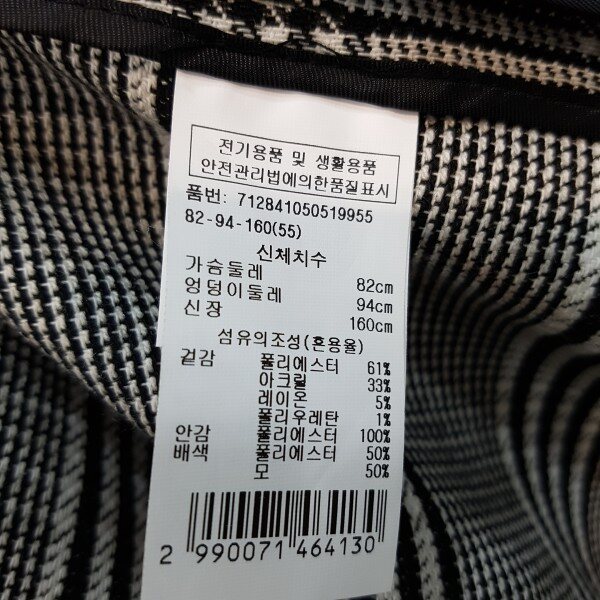 전기용품 및 생활용품
안전관리법에의한품질표시
품번: 712841050519955
82-94-160(55)
신체치수
가슴둘레 82cm
엉덩이둘레 94cm
신장 160cm
섬유의조성(혼용율)
겉감 폴리에스터 61%
아크릴 33%
레이온 5%
폴리우레탄 1%
안감 폴리에스터 100%
배색 폴리에스터 50%
모 50%
2 990071 464130